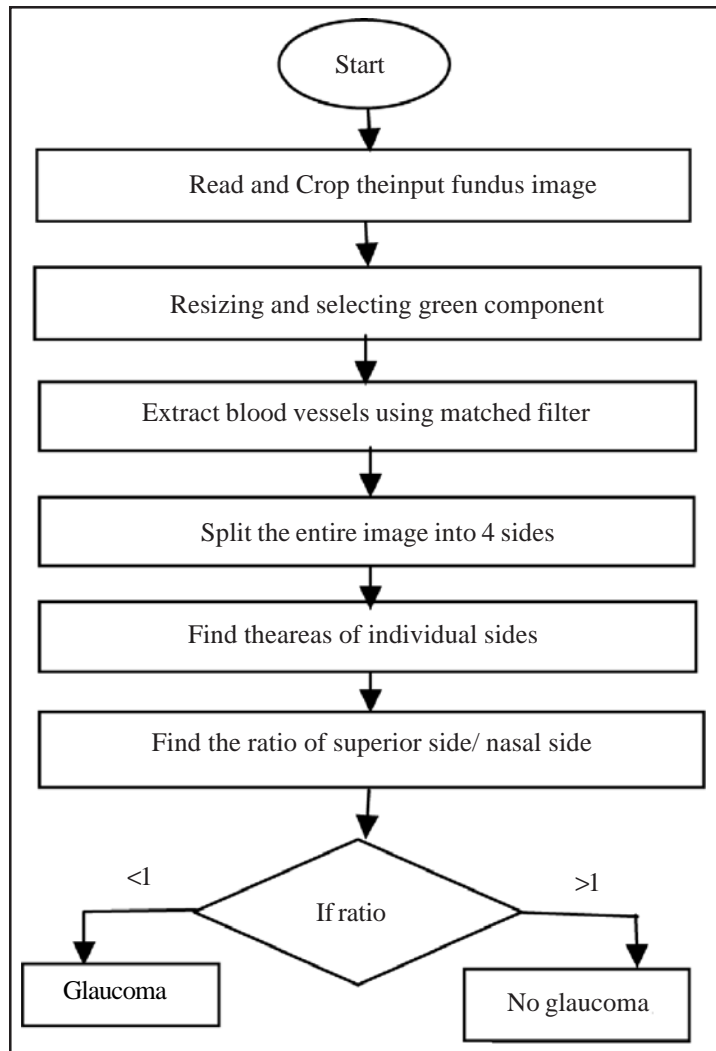 Start
Read and Crop theinput fundus image
Resizing and selecting green component
Extract blood vessels using matched filter
Split the entire image into 4 sides
Find theareas of individual sides
Find the ratio of superior side/ nasal side
<1
>1
If ratio
Glaucoma
No glaucoma